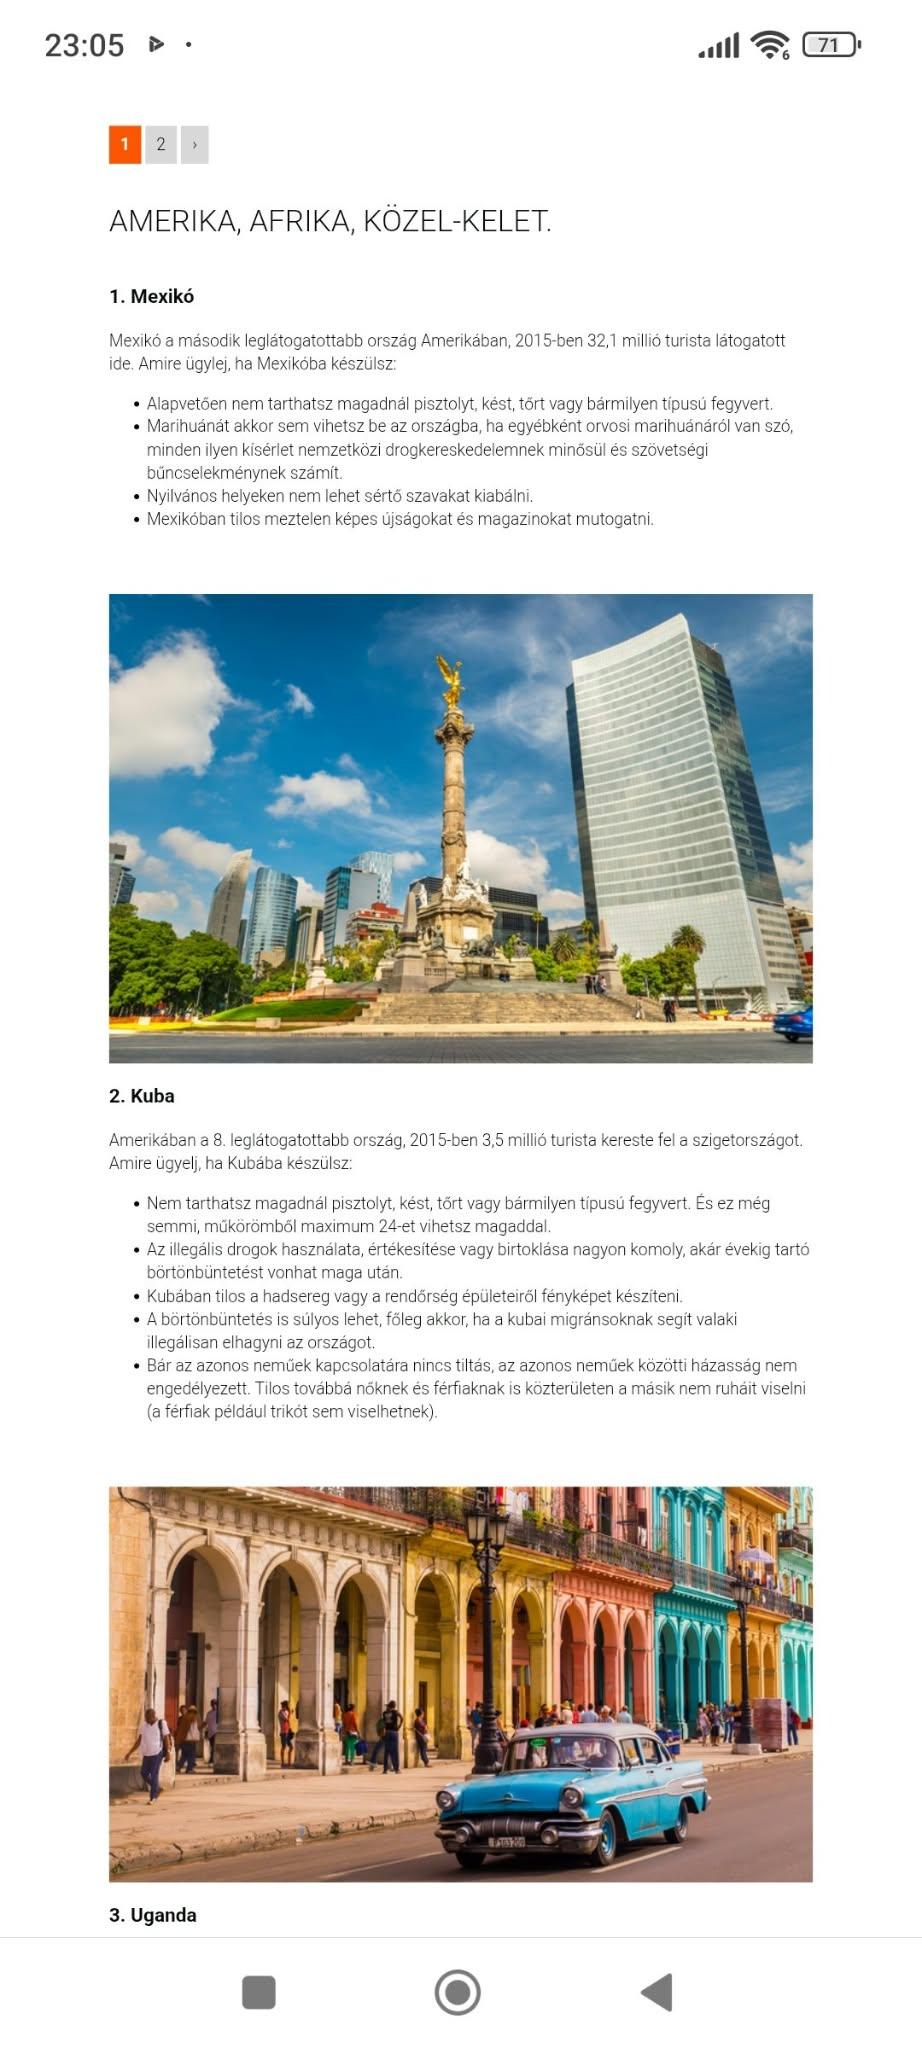 23:05
6
71
1 2 ›
AMERIKA, AFRIKA, KÖZEL-KELET.
1. Mexikó
Mexikó a második leglátogatottabb ország Amerikában, 2015-ben 32,1 millió turista látogatott
ide. Amire ügylej, ha Mexikóba készülsz:
• Alapvetően nem tarthatsz magadnál pisztolyt, kést, tőrt vagy bármilyen típusú fegyvert.
• Marihuánát akkor sem vihetsz be az országba, ha egyébként orvosi marihuánáról van szó,
minden ilyen kísérlet nemzetközi drogkereskedelemnek minősül és szövetségi
bűncselekménynek számít.
• Nyilvános helyeken nem lehet sértő szavakat kiabálni.
• Mexikóban tilos meztelen képes újságokat és magazinokat mutogatni.
2. Kuba
Amerikában a 8. leglátogatottabb ország, 2015-ben 3,5 millió turista kereste fel a szigetországot.
Amire ügyelj, ha Kubába készülsz:
• Nem tarthatsz magadnál pisztolyt, kést, tőrt vagy bármilyen típusú fegyvert. És ez még
semmi, műkörömből maximum 24-et vihetsz magaddal.
• Az illegális drogok használata, értékesítése vagy birtoklása nagyon komoly, akár évekig tartó
börtönbüntetést vonhat maga után.
• Kubában tilos a hadsereg vagy a rendőrség épületeiről fényképet készíteni.
• A börtönbüntetés is súlyos lehet, főleg akkor, ha a kubai migránsoknak segít valaki
illegálisan elhagyni az országot.
• Bár az azonos neműek kapcsolatára nincs tiltás, az azonos neműek közötti házasság nem
engedélyezett. Tilos továbbá nőknek és férfiaknak is közterületen a másik nem ruháit viselni
(a férfiak például trikót sem viselhetnek).
3. Uganda